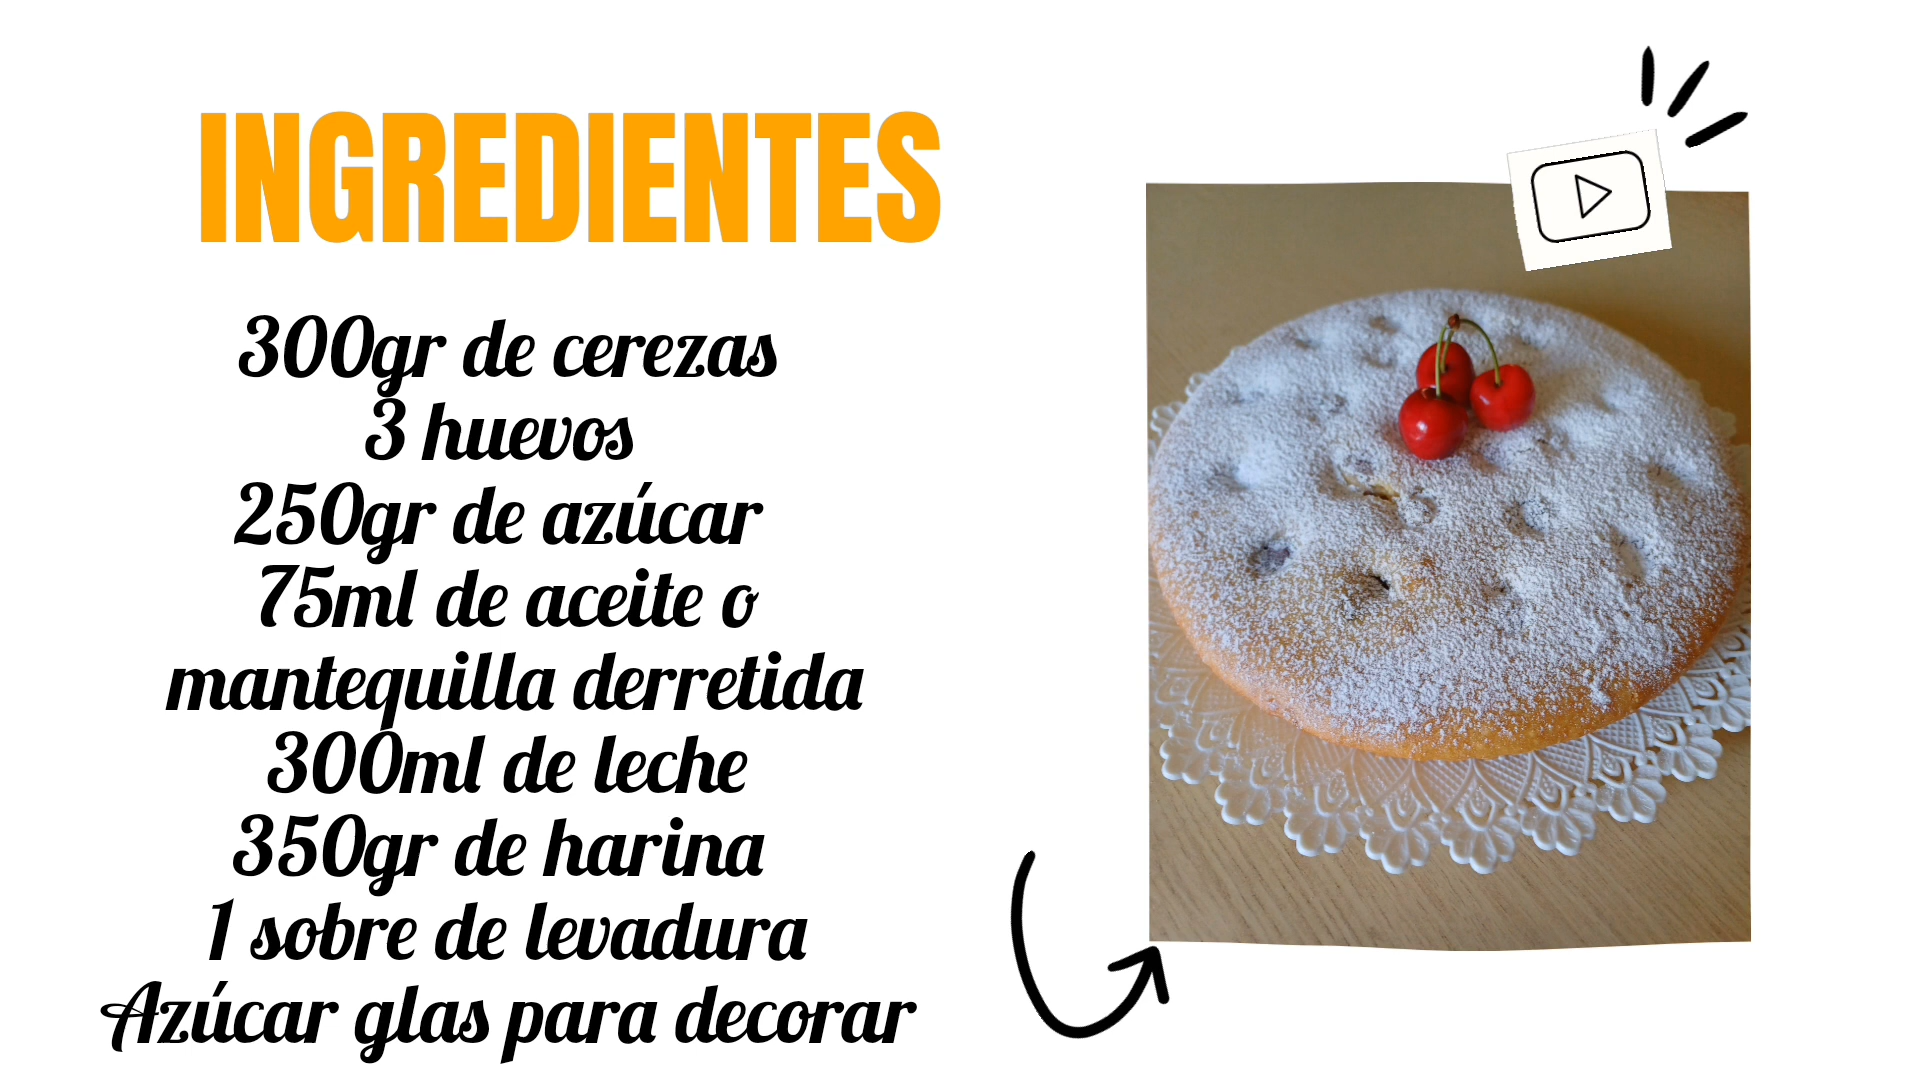 INGREDIENTES
300gr de cerezas
3 huevos
250gr de azúcar
75ml de aceite o
mantequilla derretida
300ml de leche
350gr de harina
1 sobre de levadura
Azúcar glas para decorar